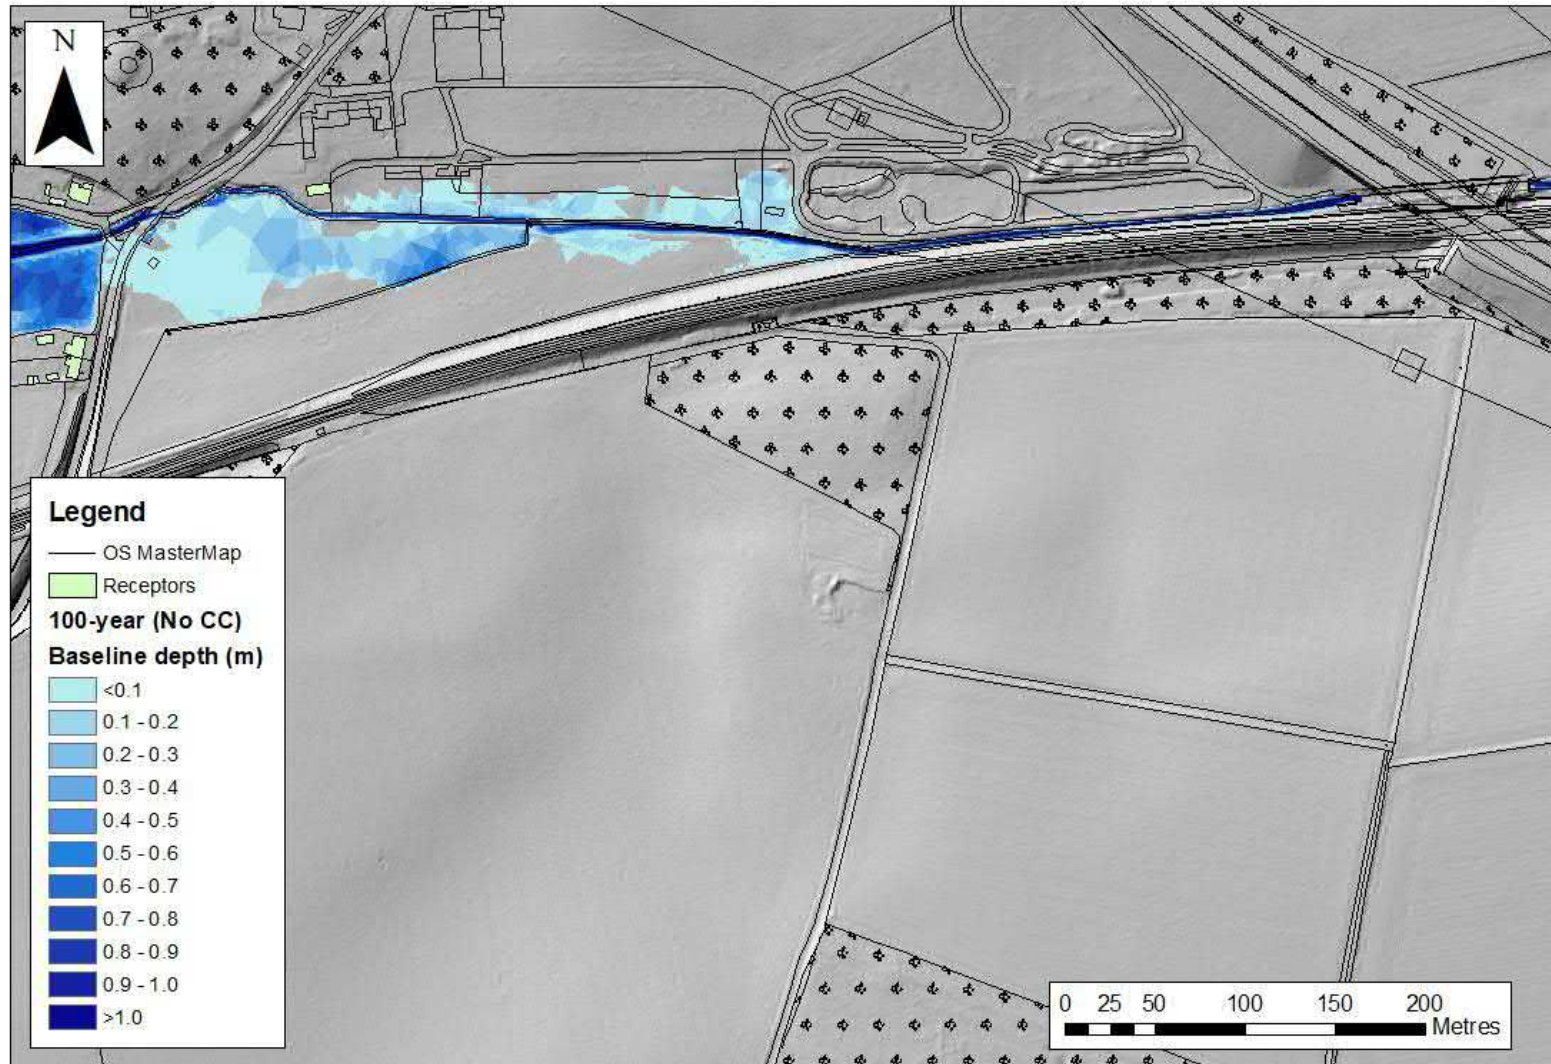 N
Legend
OS MasterMap
Receptors
100-year (No CC)
Baseline depth (m)
<0.1
0.1 - 0.2
0.2 - 0.3
0.3 - 0.4
0.4 - 0.5
0.5 - 0.6
0.6 - 0.7
0.7 - 0.8
0.8 - 0.9
0.9 - 1.0
>1.0
0 25 50 100 150 200
Metres